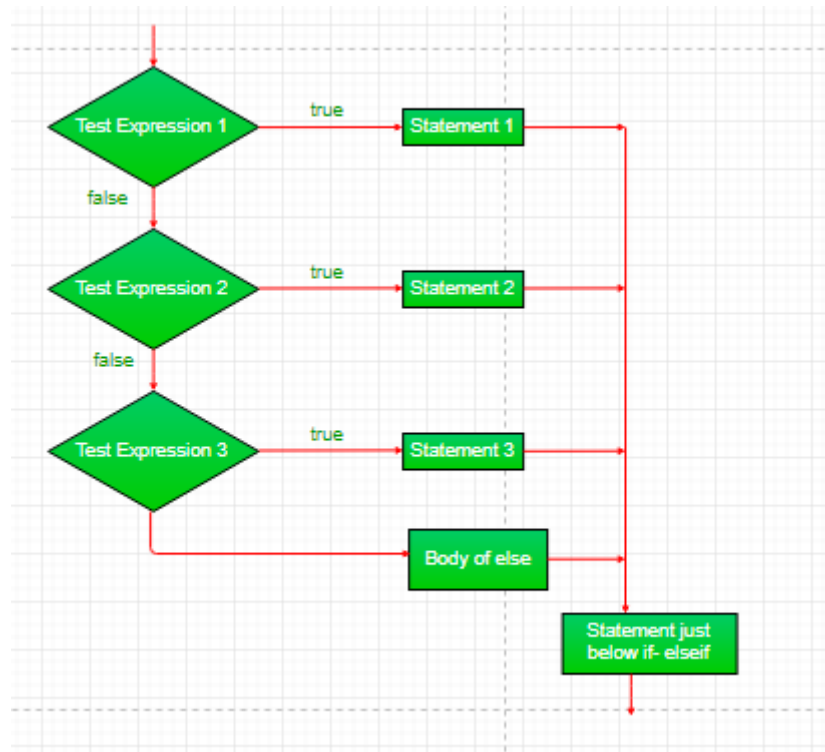 Test Expression 1
true
Statement 1
false
Test Expression 2
true
Statement 2
false
Test Expression 3
true
Statement 3
Body of else
Statement just
below if- elseif